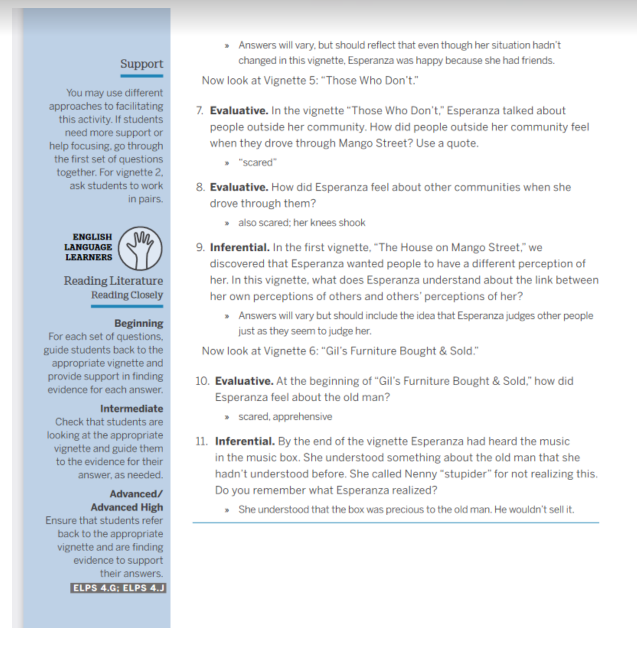 Support
You may use different
approaches to facilitating
this activity. If students
need more support or
help focusing, go through
the first set of questions
together. For vignette 2,
ask students to work
in pairs.
ENGLISH
LANGUAGE
LEARNERS
Reading Literature
Reading Closely
Beginning
For each set of questions,
guide students back to the
appropriate vignette and
provide support in finding
evidence for each answer.
Intermediate
Check that students are
looking at the appropriate
vignette and guide them
to the evidence for their
answer, as needed.
Advanced/
Advanced High
Ensure that students refer
back to the appropriate
vignette and are finding
evidence to support
their answers.
ELPS 4.G; ELPS 4.J
» Answers will vary, but should reflect that even though her situation hadn't
changed in this vignette, Esperanza was happy because she had friends.
Now look at Vignette 5: "Those Who Don't."
7. Evaluative. In the vignette "Those Who Don't," Esperanza talked about
people outside her community. How did people outside her community feel
when they drove through Mango Street? Use a quote.
» "scared"
8. Evaluative. How did Esperanza feel about other communities when she
drove through them?
» also scared; her knees shook
9. Inferential. In the first vignette, "The House on Mango Street," we
discovered that Esperanza wanted people to have a different perception of
her. In this vignette, what does Esperanza understand about the link between
her own perceptions of others and others' perceptions of her?
» Answers will vary but should include the idea that Esperanza judges other people
just as they seem to judge her.
Now look at Vignette 6: "Gil's Furniture Bought & Sold."
10. Evaluative. At the beginning of "Gil's Furniture Bought & Sold," how did
Esperanza feel about the old man?
» scared, apprehensive
11. Inferential. By the end of the vignette Esperanza had heard the music
in the music box. She understood something about the old man that she
hadn't understood before. She called Nenny "stupider" for not realizing this.
Do you remember what Esperanza realized?
» She understood that the box was precious to the old man. He wouldn't sell it.